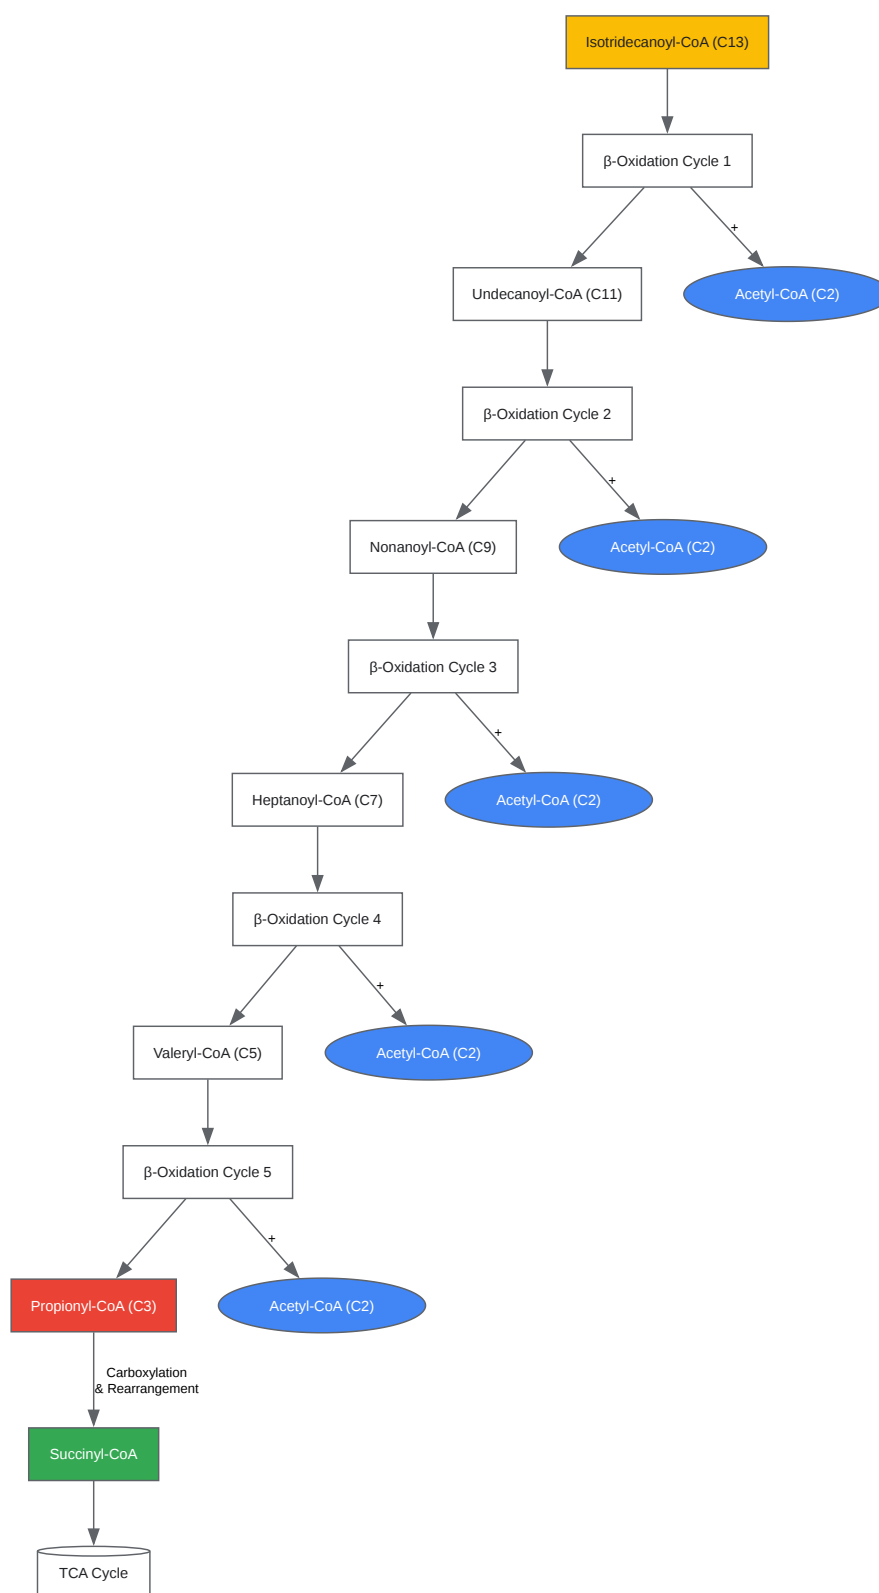 Isotridecanoyl-CoA (C13)
β-Oxidation Cycle 1
+
Undecanoyl-CoA (C11)
Acetyl-CoA (C2)
β-Oxidation Cycle 2
+
Nonanoyl-CoA (C9)
Acetyl-CoA (C2)
β-Oxidation Cycle 3
+
Heptanoyl-CoA (C7)
Acetyl-CoA (C2)
β-Oxidation Cycle 4
+
Valeryl-CoA (C5)
Acetyl-CoA (C2)
β-Oxidation Cycle 5
+
Propionyl-CoA (C3)
Acetyl-CoA (C2)
Carboxylation
& Rearrangement
Succinyl-CoA
TCA Cycle